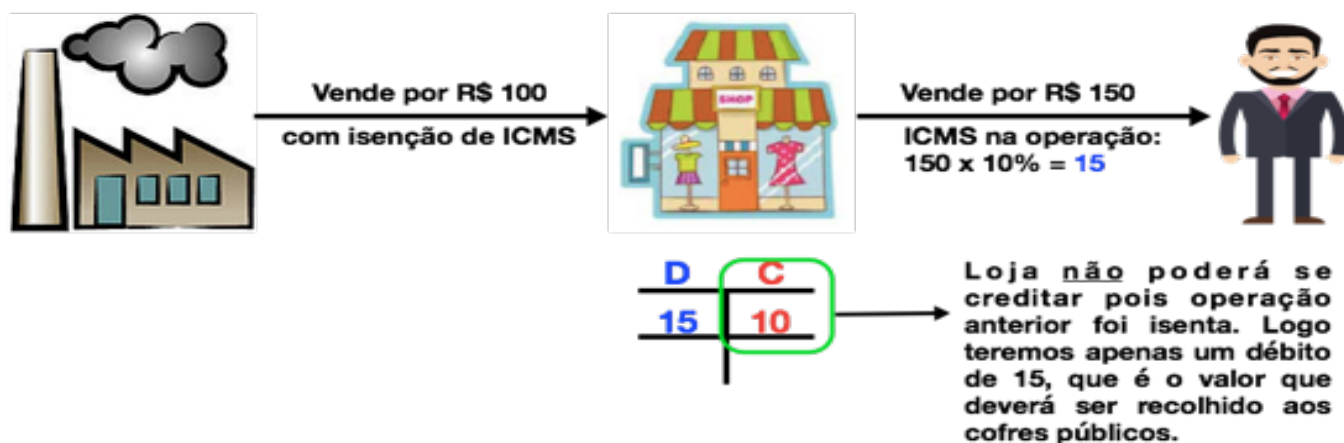 Vende por R$ 100
com isenção de ICMS
SHOP
Vende por R$ 150
ICMS na operação:
150 x 10% = 15
D C
15 10
Loja não poderá se
creditar pois operação
anterior foi isenta. Logo
teremos apenas um débito
de 15, que é o valor que
deverá ser recolhido aos
cofres públicos.